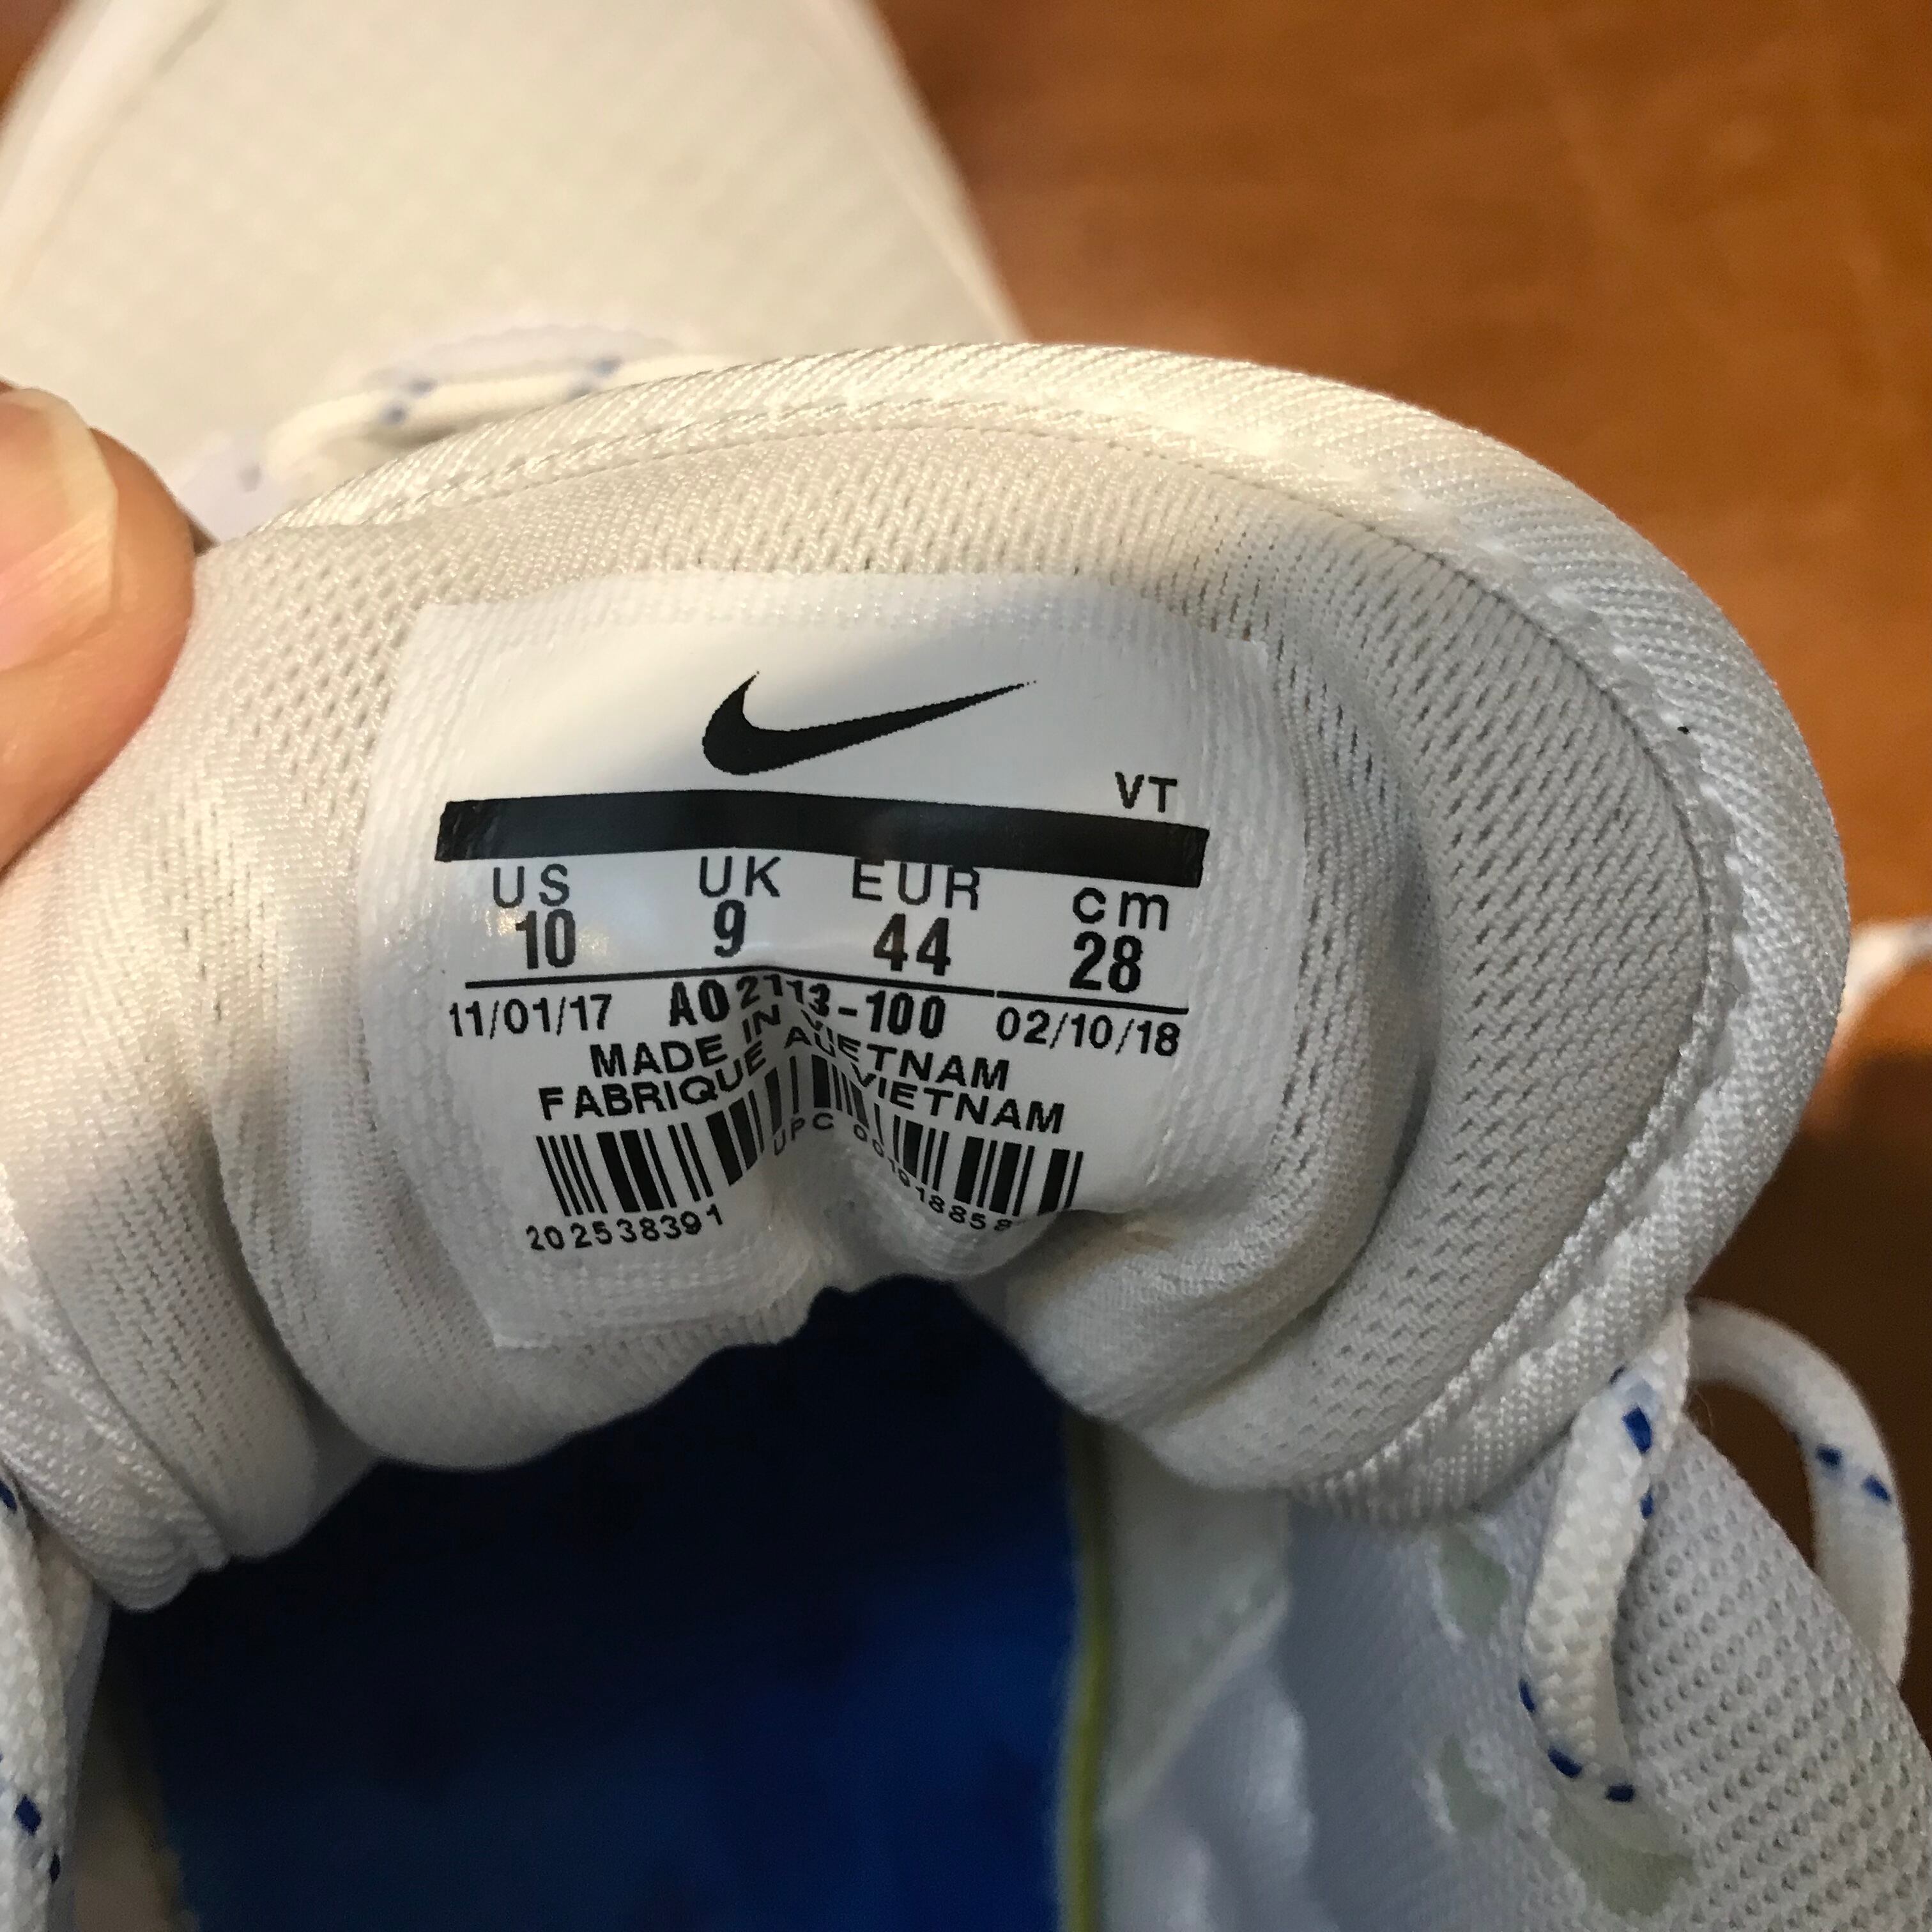 VT
US UK EUR cm
10 9 44 28
11/01/17 AO2113-100 02/10/18
MADE IN VIETNAM
FABRIQUE AU VIETNAM
UPC
202538391